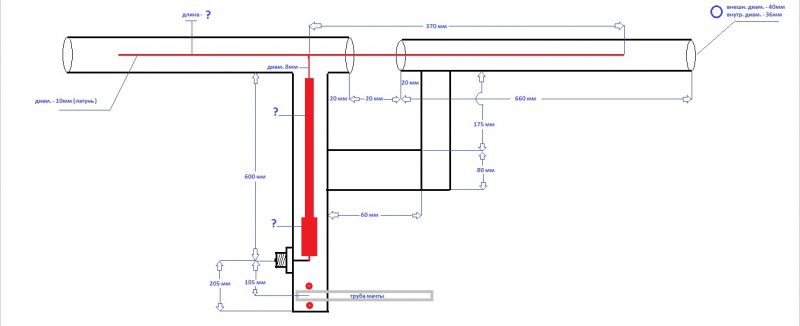 длина - ?
370 мм
внешн. диам. - 40мм
внутр. диам. - 36мм
диам. 8мм
диам. - 10мм (латунь)
?
20 мм
20 мм
20 мм
660 мм
175 мм
600 мм
80 мм
60 мм
?
205 мм
105 мм
труба мачты